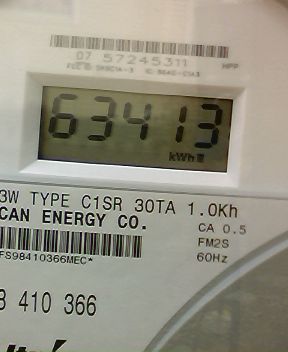 07 57245311
HPP
63413
kWh
3W TYPE C1SR 30TA 1.0Kh
CAN ENERGY CO.
CA 0.5
FM2S
60Hz
FS98410366MEC*
410 366